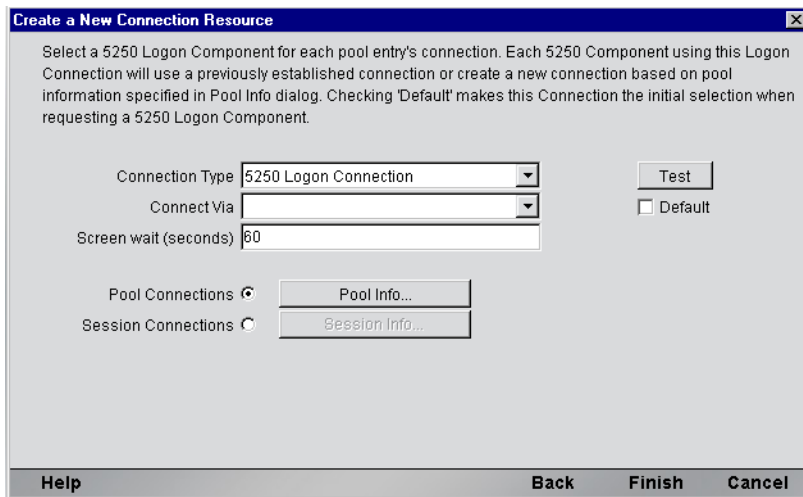 Create a New Connection Resource
Select a 5250 Logon Component for each pool entry's connection. Each 5250 Component using this Logon
Connection will use a previously established connection or create a new connection based on pool
information specified in Pool Info dialog. Checking 'Default' makes this Connection the initial selection when
requesting a 5250 Logon Component.
Connection Type 5250 Logon Connection Test
Connect Via Default
Screen wait (seconds) 60
Pool Connections Pool Info...
Session Connections Session Info...
Help Back Finish Cancel